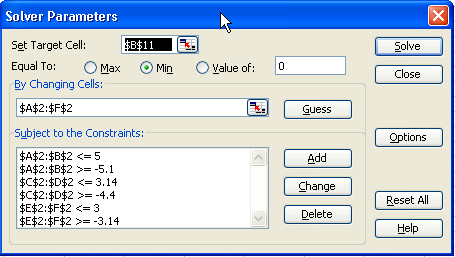 Solver Parameters
Set Target Cell: $B$11 Solve
Equal To: Max Min Value of: 0 Close
By Changing Cells:
$A$2:$F$2 Guess
Subject to the Constraints: Options
$A$2:$B$2 <= 5 Add
$A$2:$B$2 >= -5.1
$C$2:$D$2 <= 3.14 Change
$C$2:$D$2 >= -4.4
$E$2:$F$2 <= 3 Delete Reset All
$E$2:$F$2 >= -3.14
Help